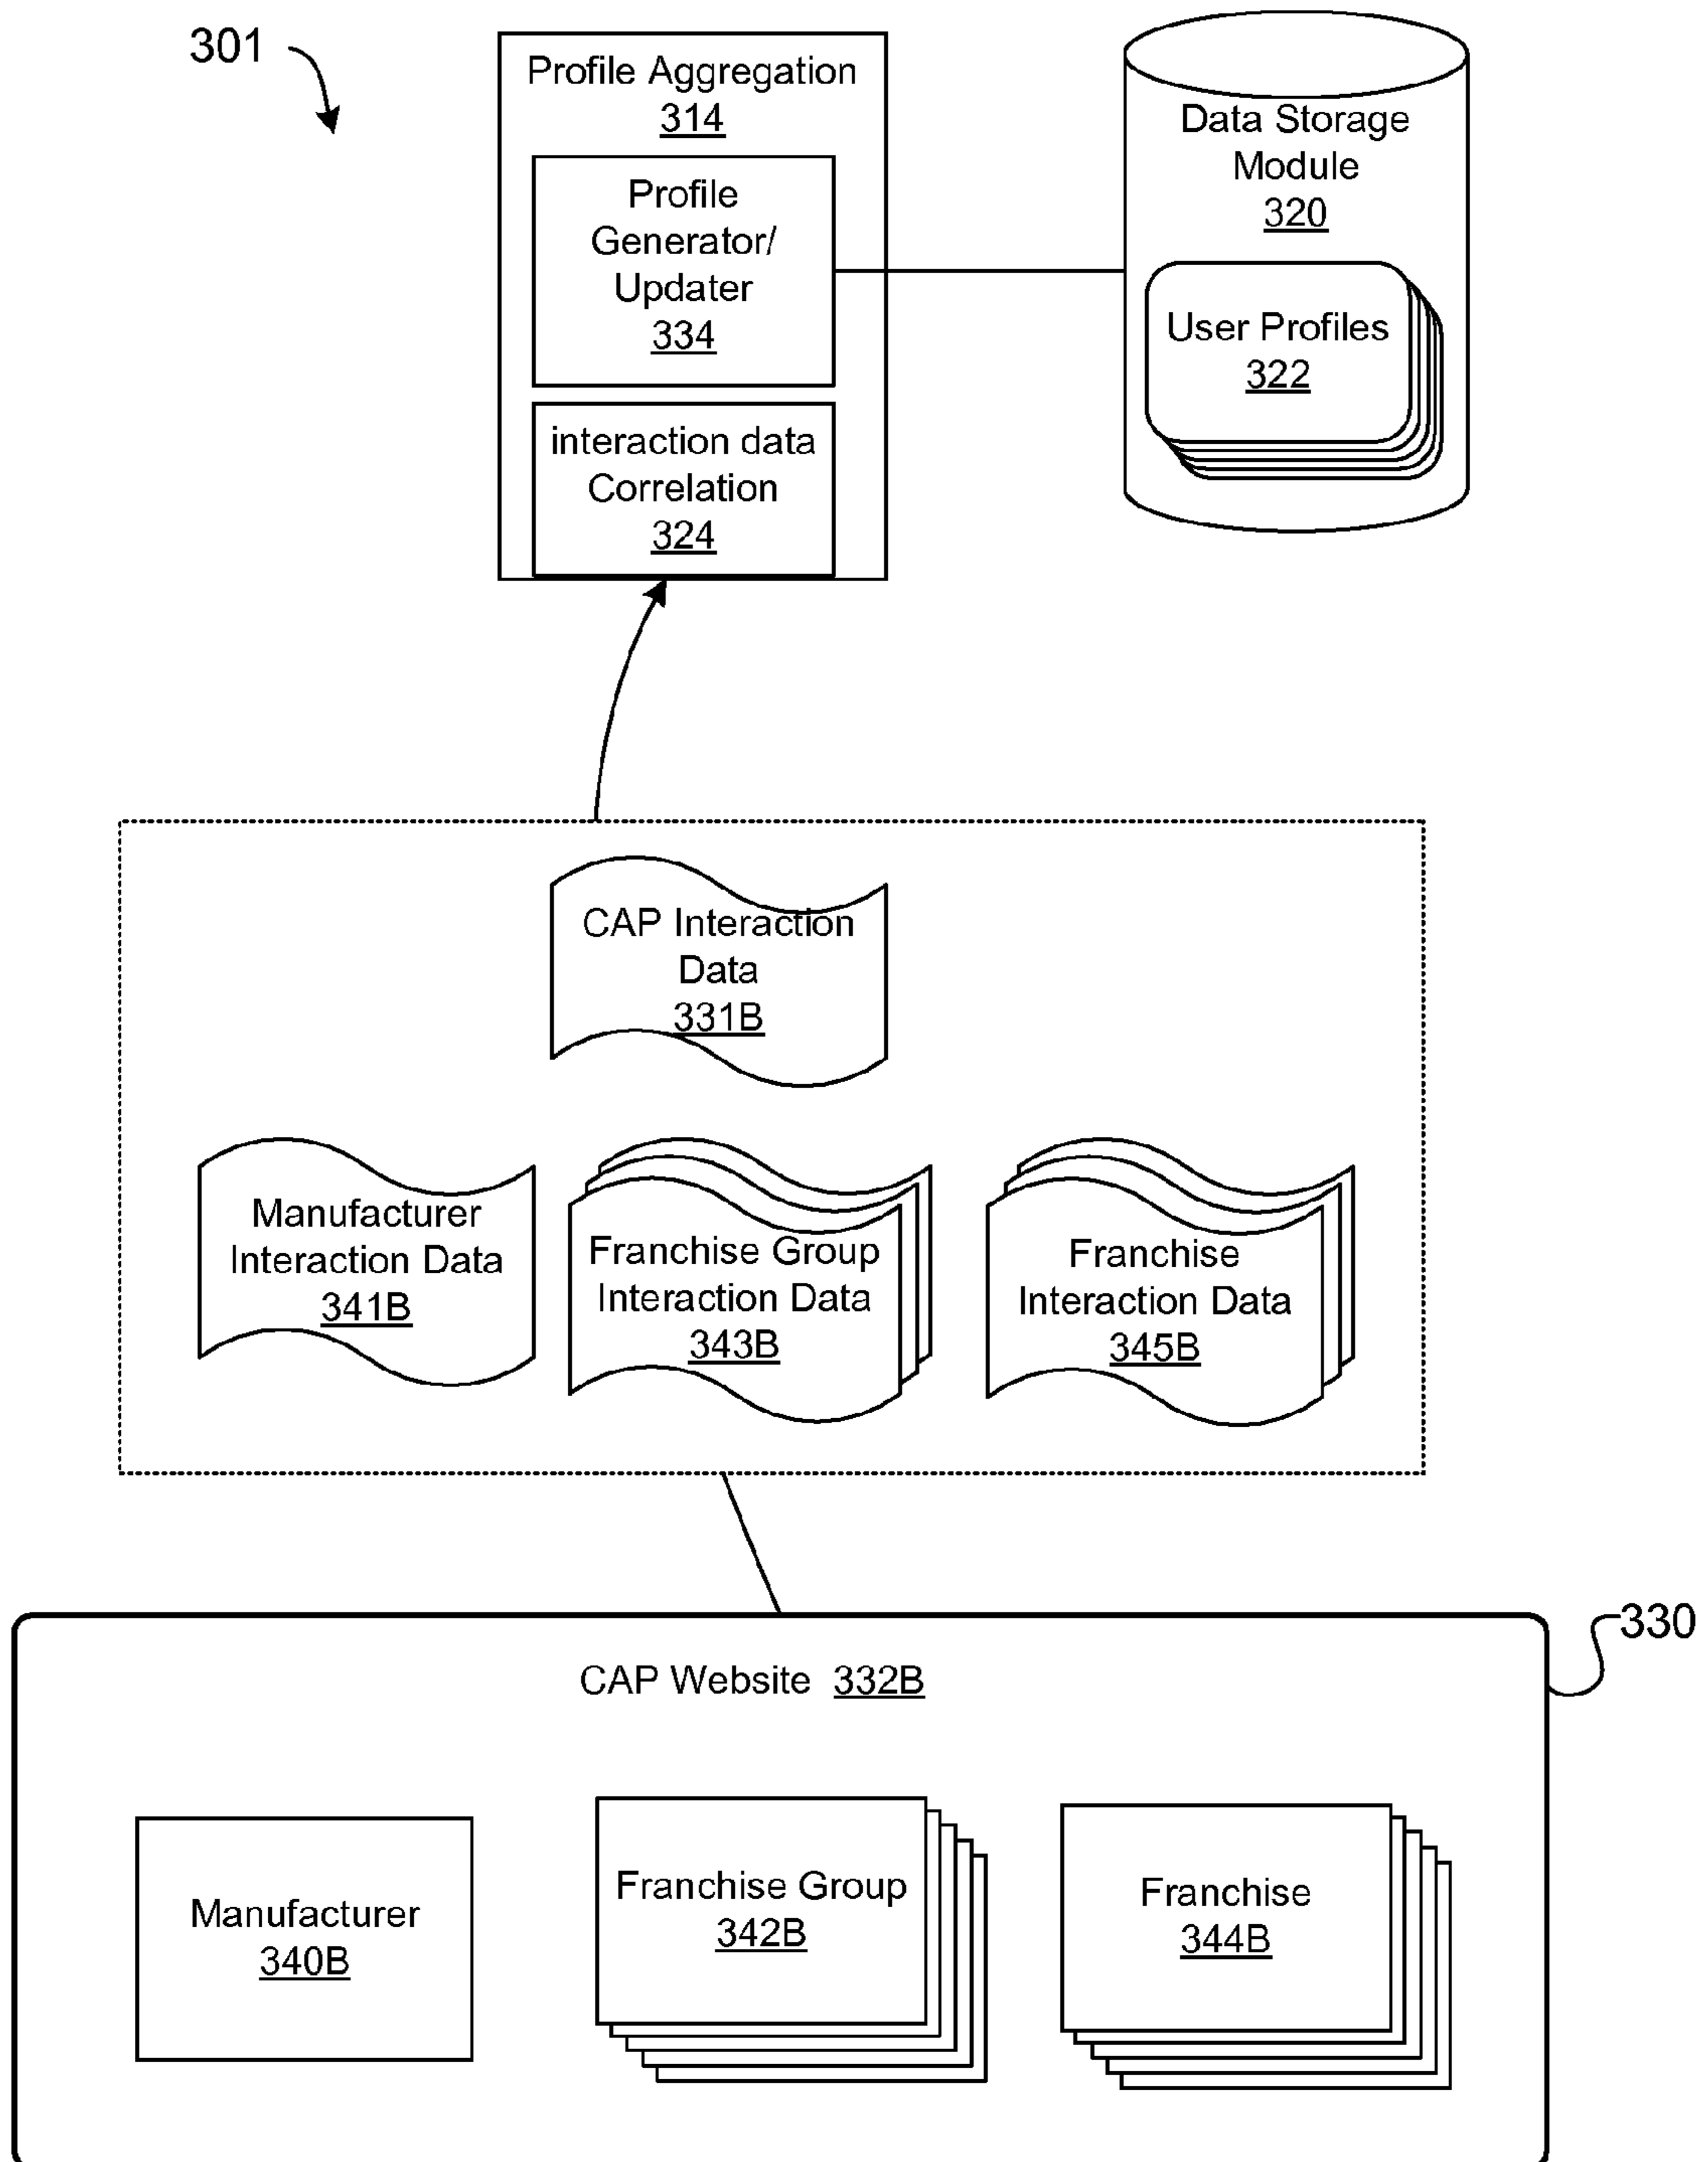 301
Profile Aggregation
314
Profile
Generator/
Updater
334
interaction data
Correlation
324
Data Storage
Module
320
User Profiles
322
CAP Interaction
Data
331B
Manufacturer
Interaction Data
341B
Franchise Group
Interaction Data
343B
Franchise
Interaction Data
345B
330
CAP Website 332B
Manufacturer
340B
Franchise Group
342B
Franchise
344B